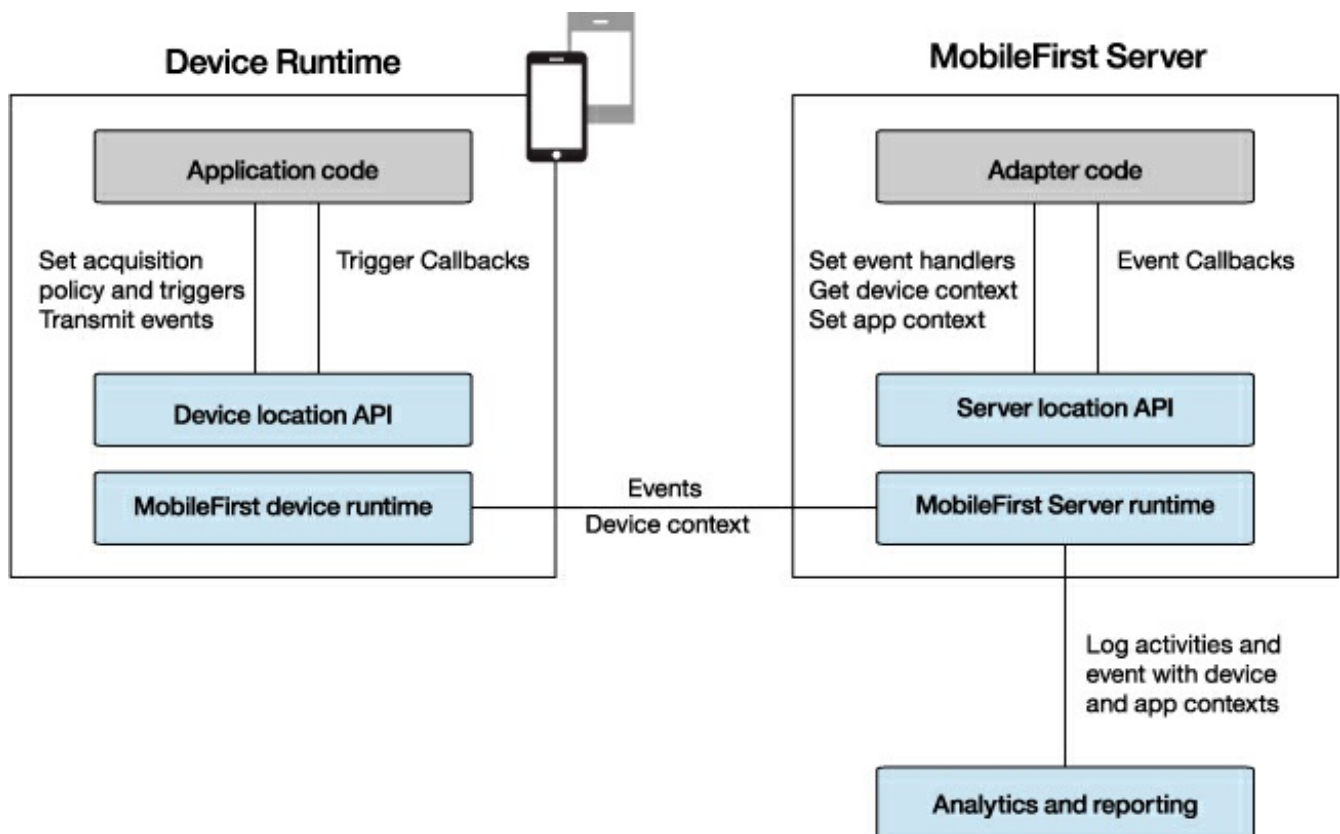 Device Runtime
MobileFirst Server
Application code
Adapter code
Set acquisition
policy and triggers
Transmit events
Trigger Callbacks
Set event handlers
Get device context
Set app context
Event Callbacks
Device location API
Server location API
MobileFirst device runtime
Events
Device context
MobileFirst Server runtime
Log activities and
event with device
and app contexts
Analytics and reporting